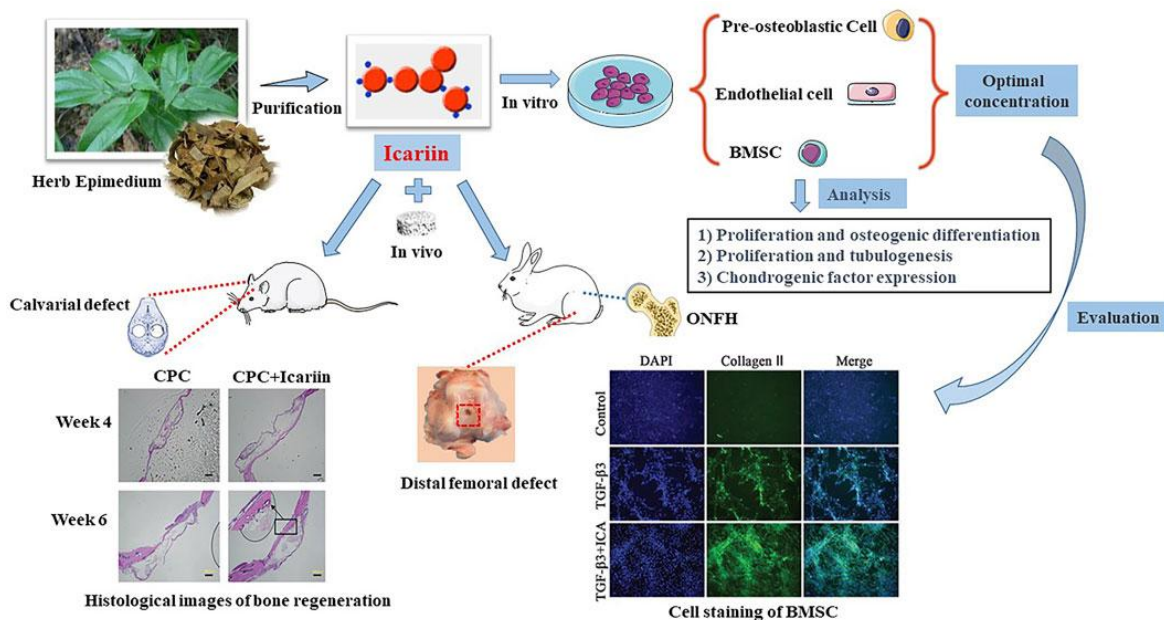 Herb Epimedium
Purification
Icariin
In vitro
Pre-osteoblastic Cell
Endothelial cell
BMSC
Optimal
concentration
Analysis
1) Proliferation and osteogenic differentiation
2) Proliferation and tubulogenesis
3) Chondrogenic factor expression
Evaluation
In vivo
Calvarial defect
ONFH
CPC
CPC+Icariin
Week 4
Week 6
Histological images of bone regeneration
Distal femoral defect
DAPI
Collagen II
Merge
Control
TGF-β3
TGF-β3+ICA
Cell staining of BMSC